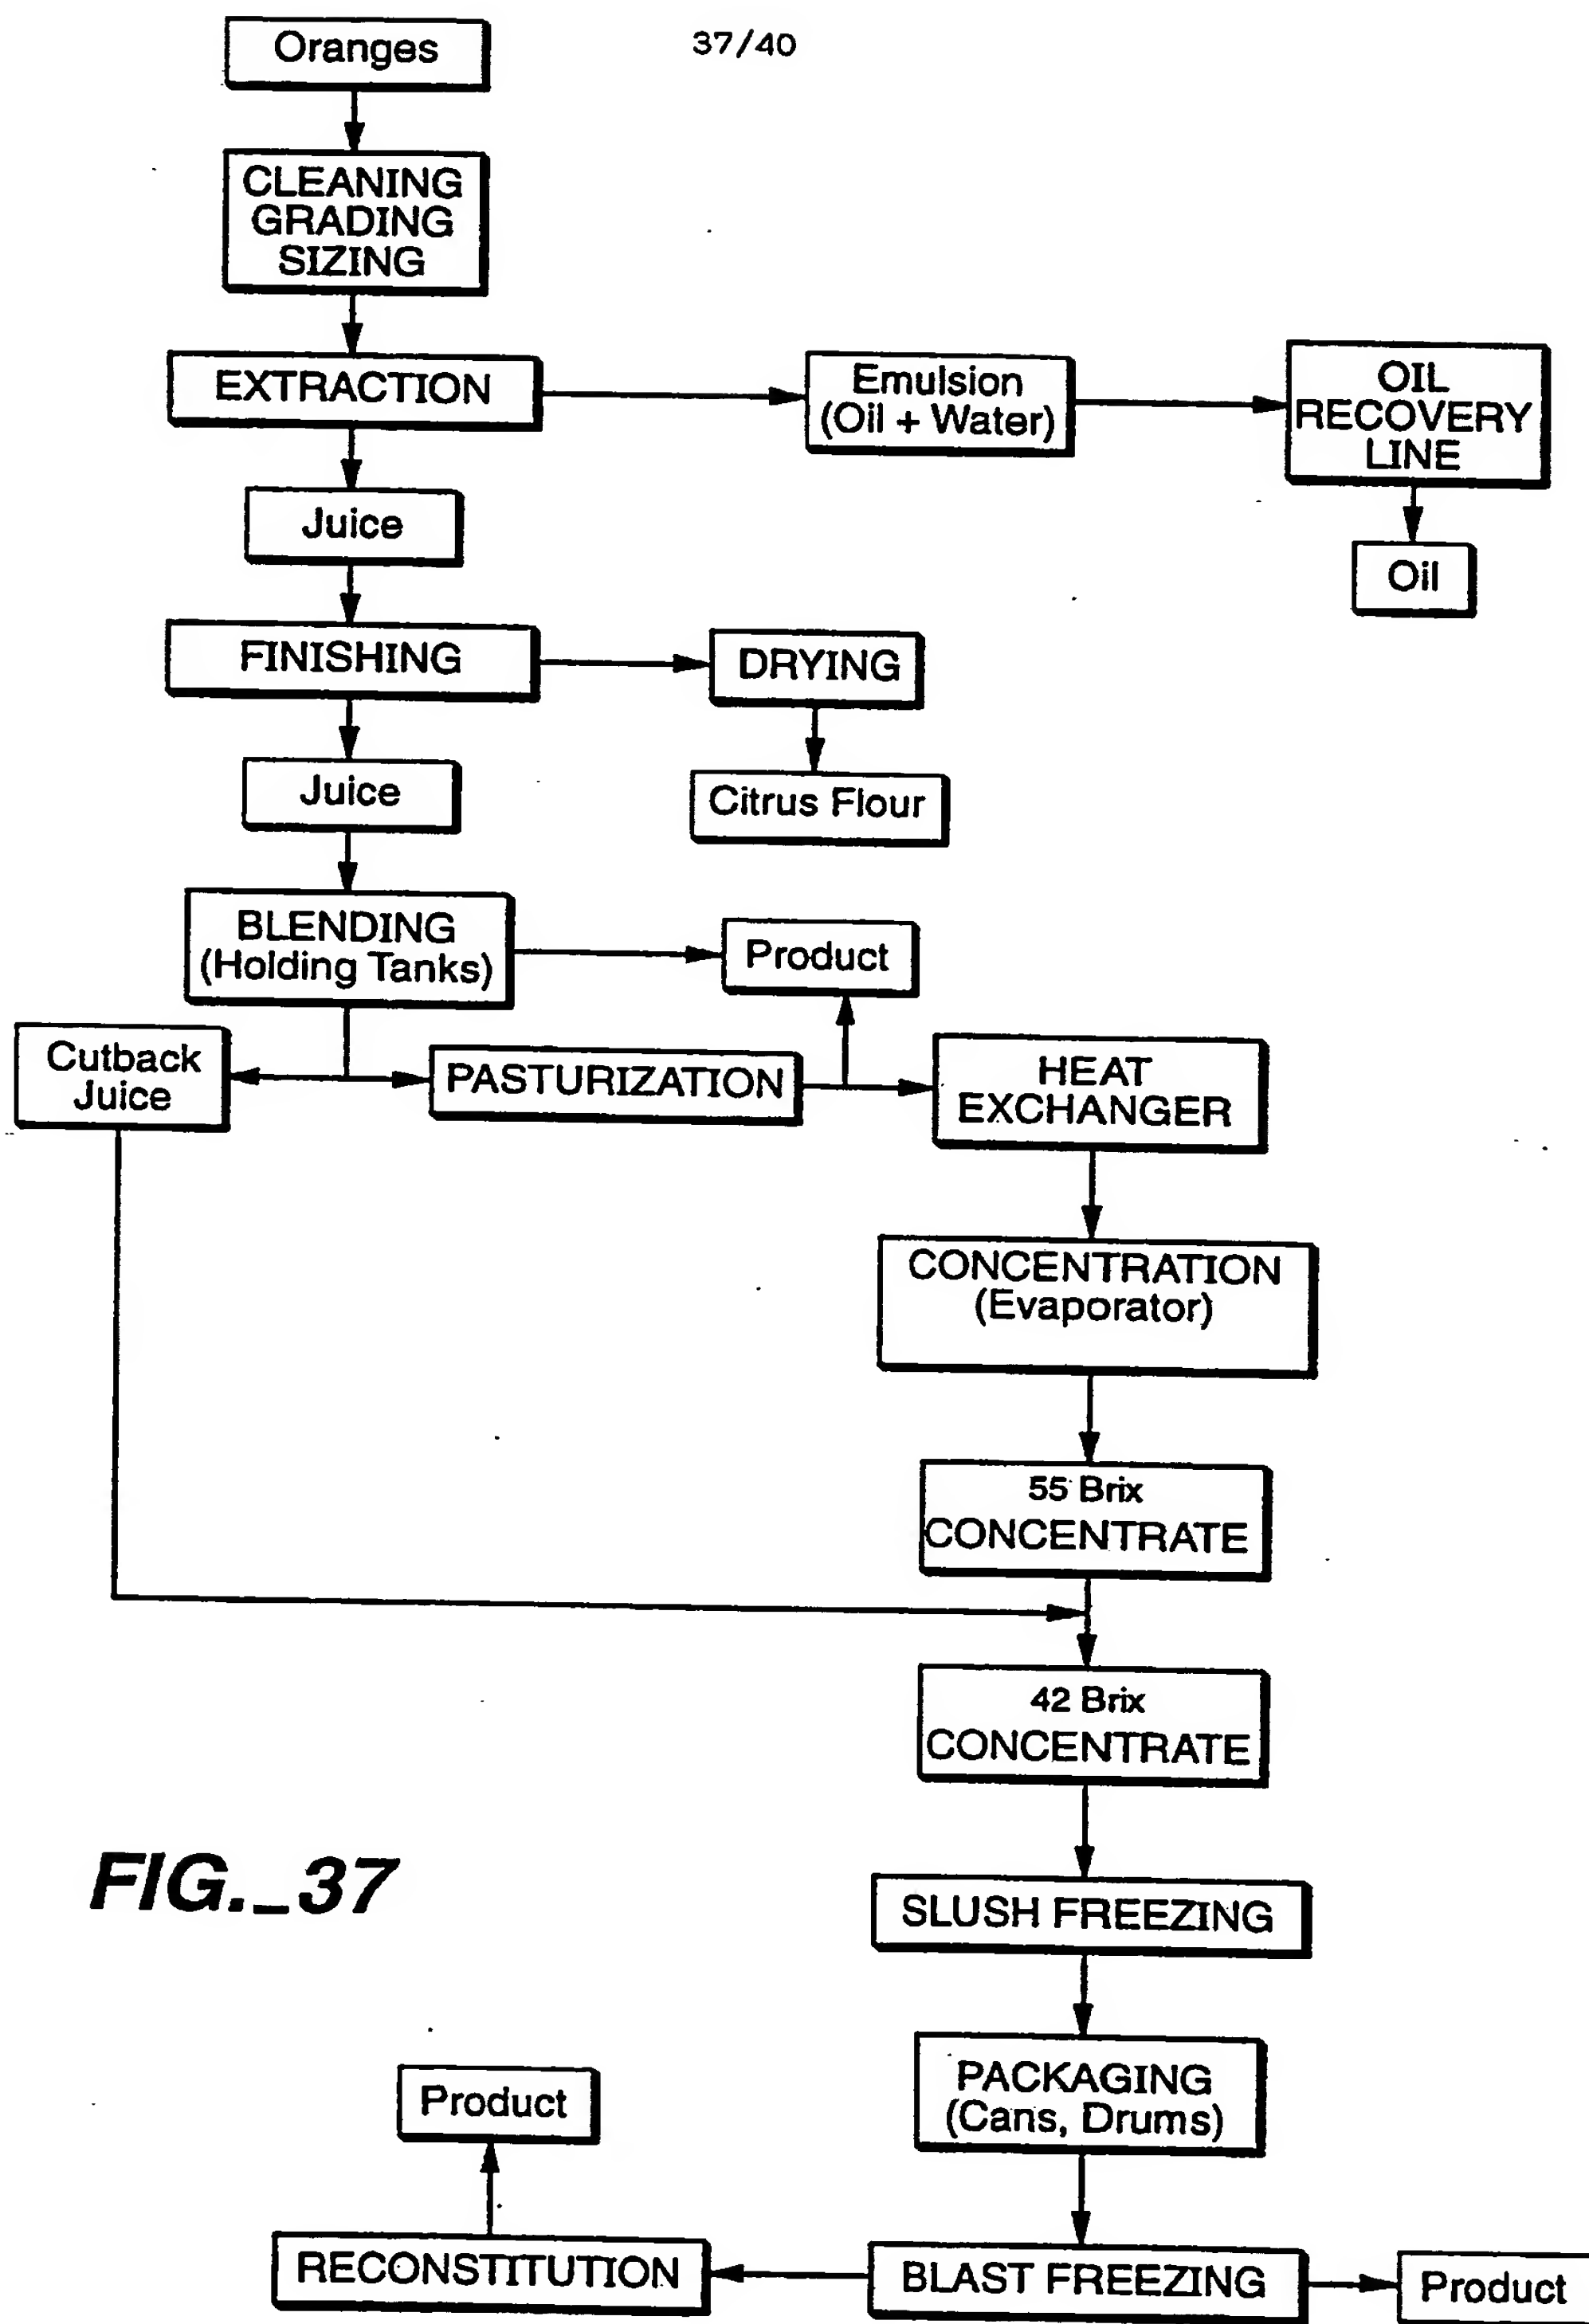 37/40
Oranges
CLEANING
GRADING
SIZING
EXTRACTION
Emulsion
(Oil + Water)
OIL
RECOVERY
LINE
Juice
Oil
FINISHING
DRYING
Juice
Citrus Flour
BLENDING
(Holding Tanks)
Product
Cutback
Juice
PASTURIZATION
HEAT
EXCHANGER
CONCENTRATION
(Evaporator)
55 Brix
CONCENTRATE
42 Brix
CONCENTRATE
FIG._37
SLUSH FREEZING
PACKAGING
(Cans, Drums)
Product
RECONSTITUTION
BLAST FREEZING
Product